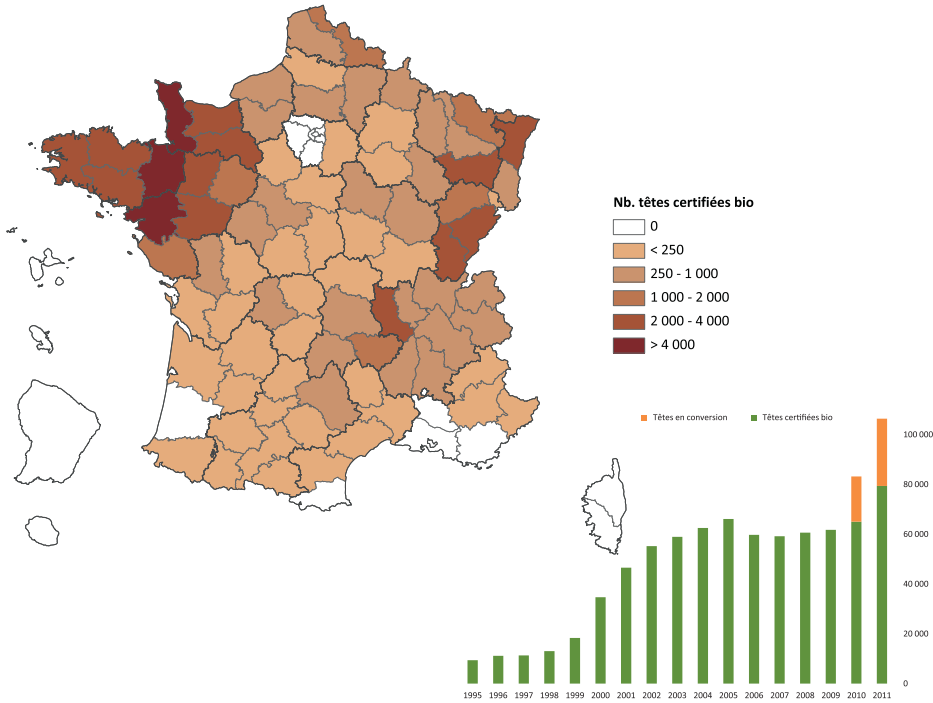 Nb. têtes certifiées bio
0
< 250
250 - 1 000
1 000 - 2 000
2 000 - 4 000
> 4 000
Têtes en conversion
Têtes certifiées bio
100 000
80 000
60 000
40 000
20 000
0
1995 1996 1997 1998 1999 2000 2001 2002 2003 2004 2005 2006 2007 2008 2009 2010 2011